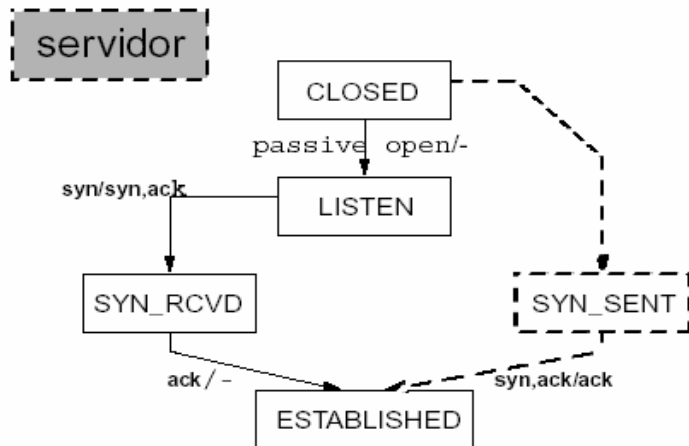 servidor
CLOSED
passive open/-
syn/syn,ack
LISTEN
SYN_RCVD
SYN_SENT
ack / -
syn,ack/ack
ESTABLISHED